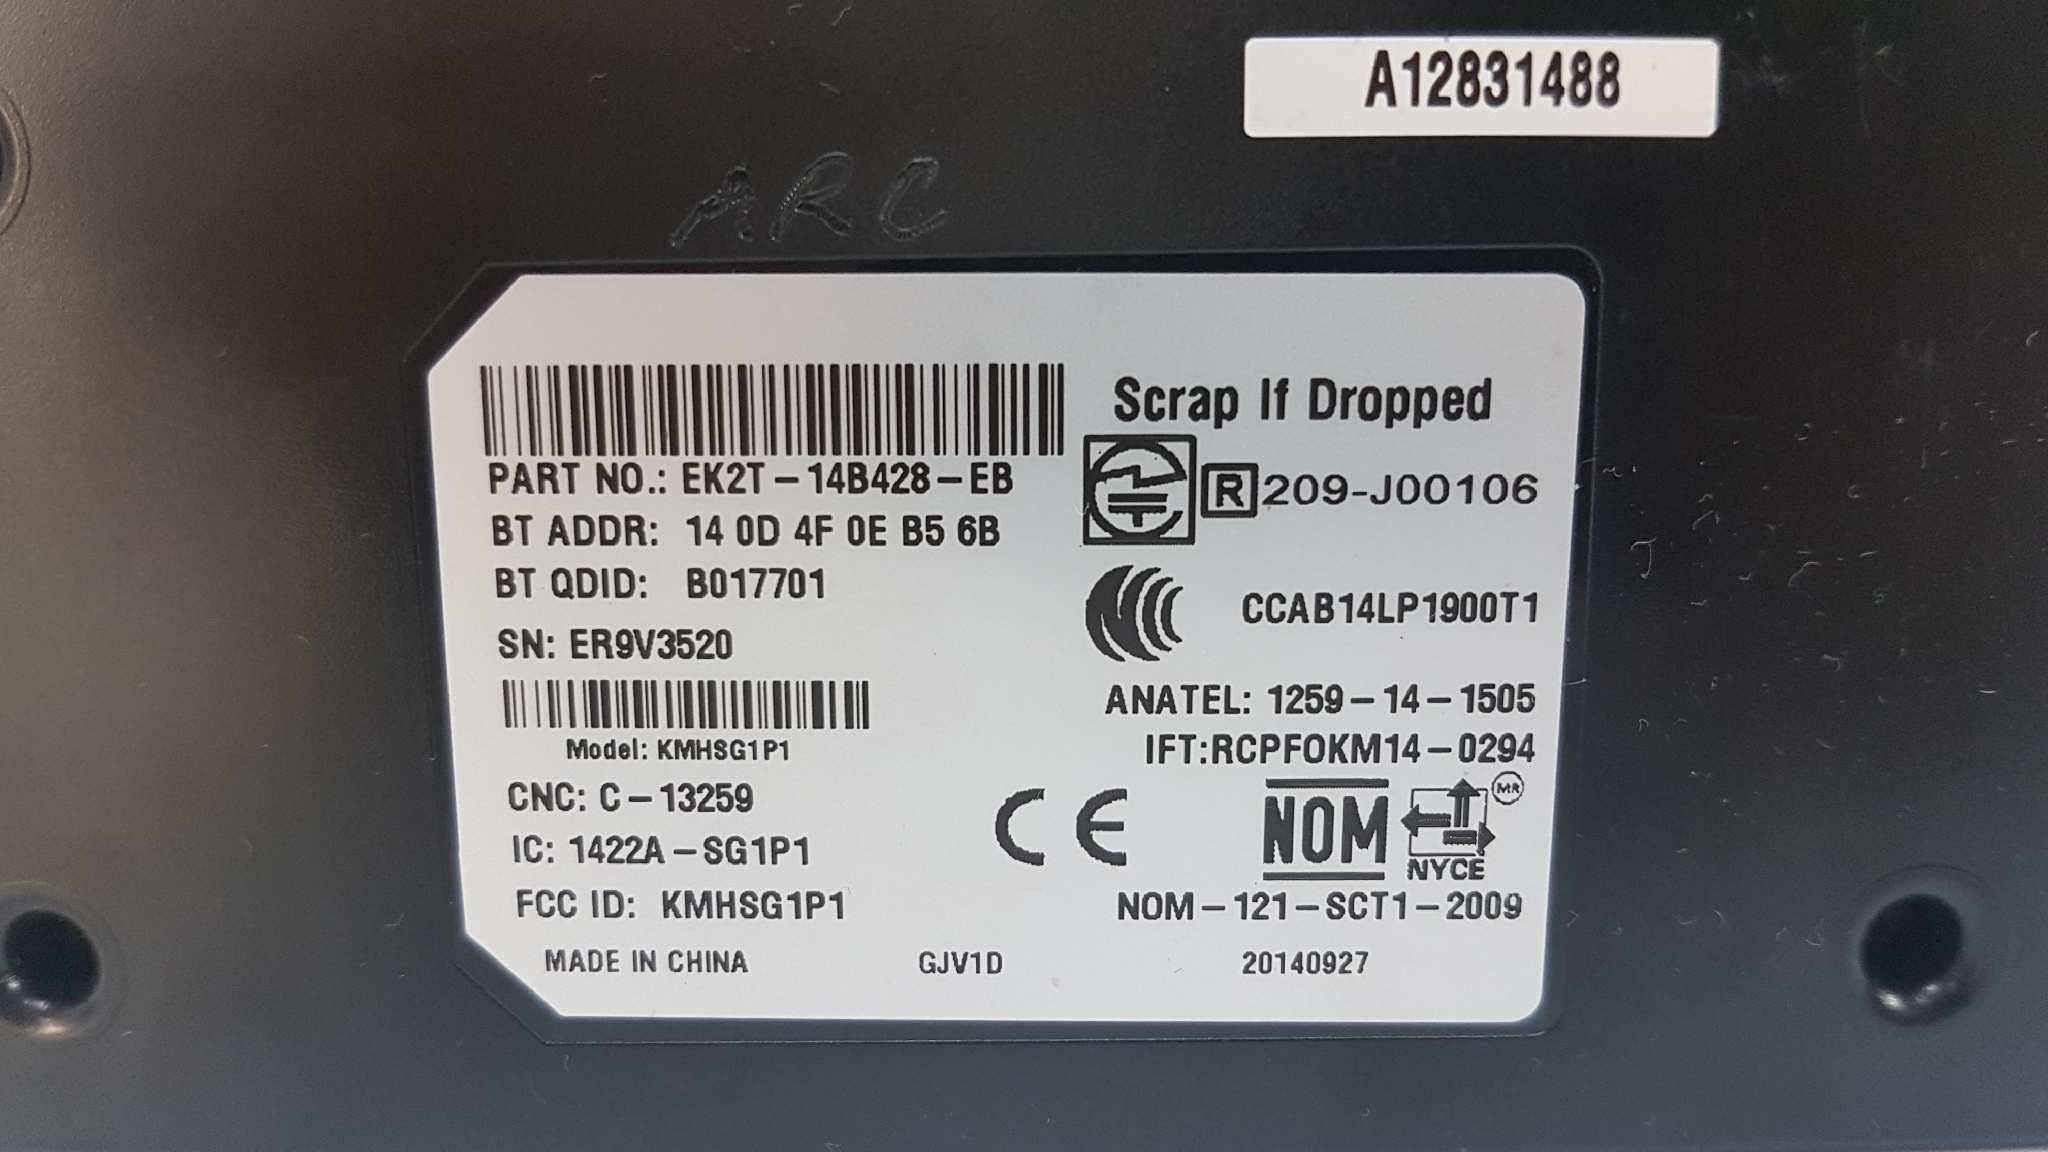 A12831488
ARC
Scrap If Dropped
PART NO.: EK2T-14B428-EB
R 209-J00106
BT ADDR: 14 0D 4F 0E B5 6B
BT QDID: B017701
CCAB14LP1900T1
SN: ER9V3520
ANATEL: 1259-14-1505
Model: KMHSG1P1
IFT:RCPFOKM14-0294
CNC: C-13259
CE
NOM
MR
NYCE
IC: 1422A-SG1P1
FCC ID: KMHSG1P1
NOM-121-SCT1-2009
MADE IN CHINA GJV1D 20140927